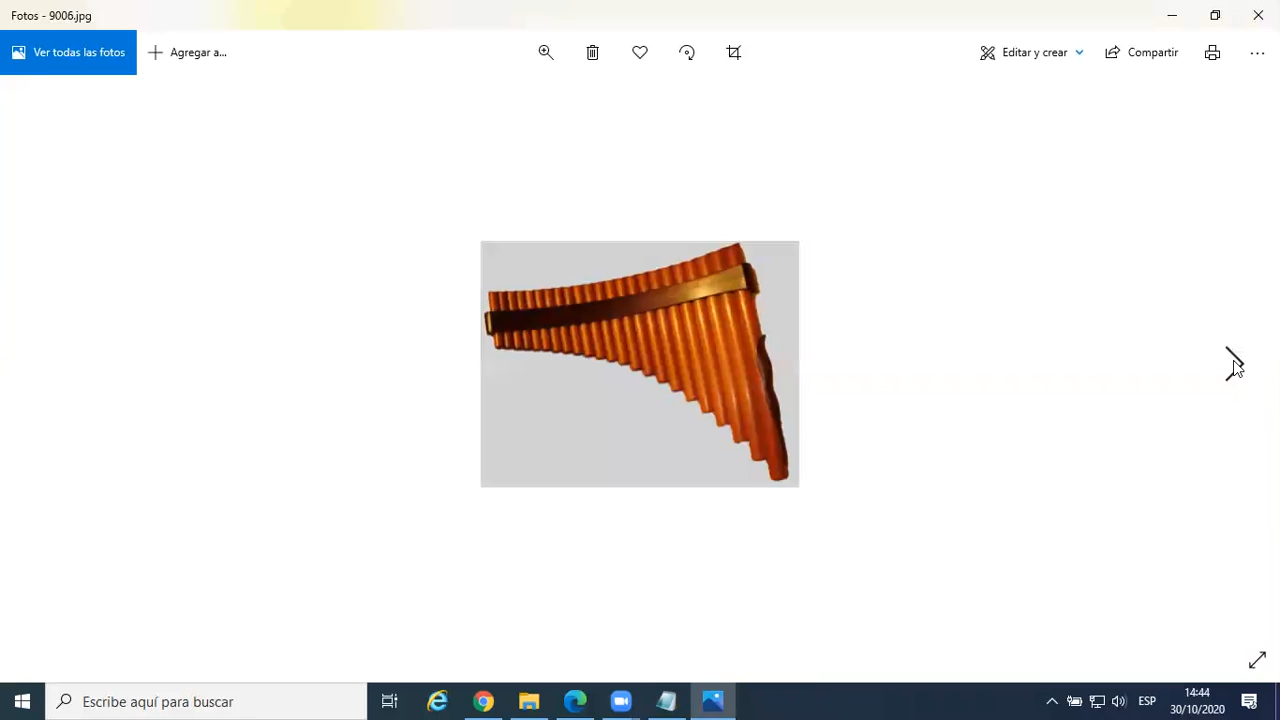 Fotos - 9006.jpg
Ver todas las fotos
Agregar a...
Editar y crear
Compartir
Escribe aquí para buscar
ESP
14:44
30/10/2020